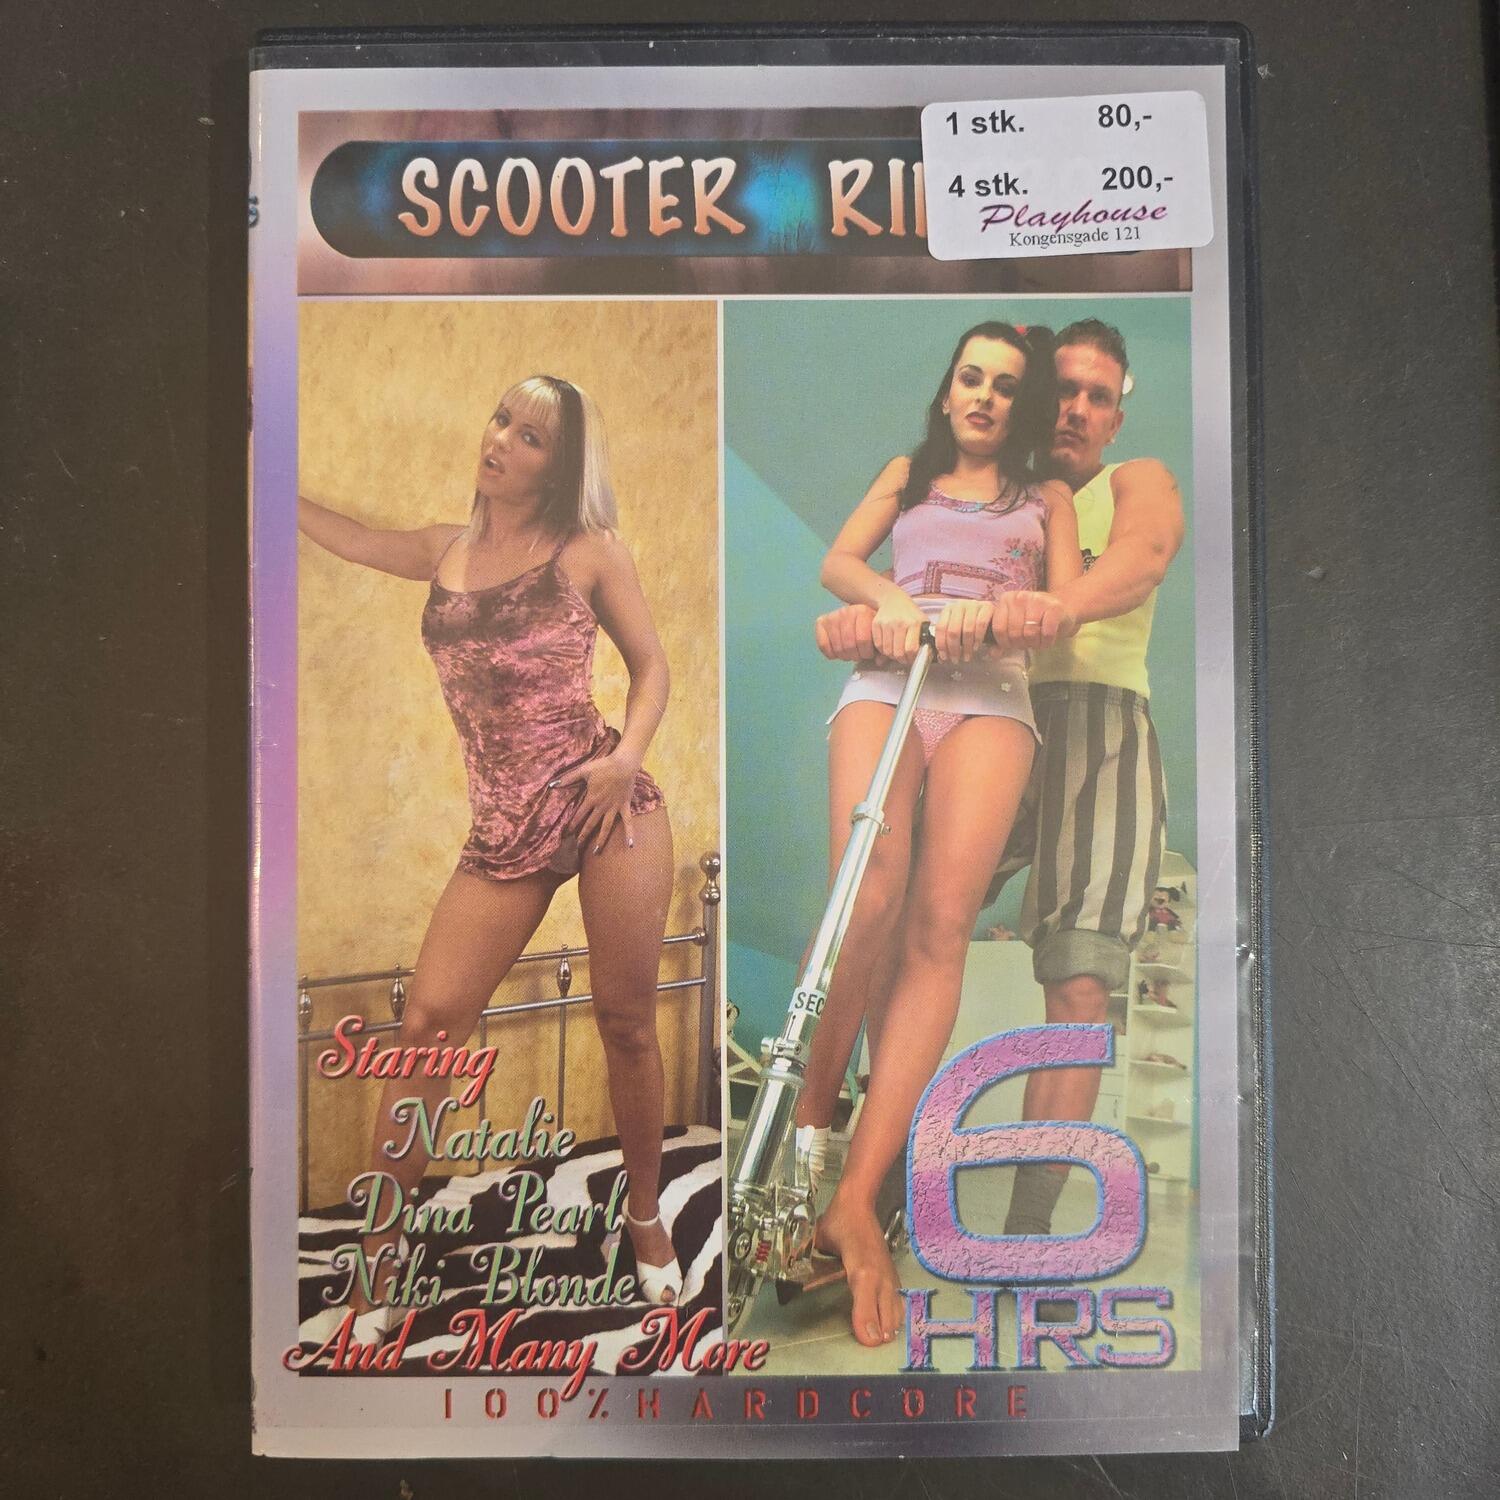 SCOOTER
1 stk. 80,-
4 stk. 200,-
Playhouse
Kongensgade 121
SEC
Staring
Natalie
Dina Pearl
Niki Blonde
And Many More
6
HRS
100% HARDCORE